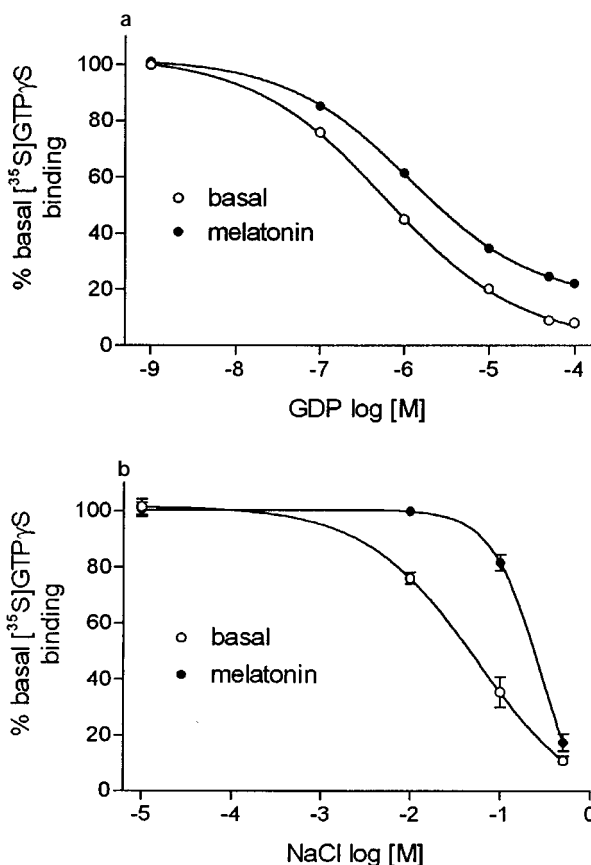 a
% basal [³⁵S]GTPγS
binding
100
80
60
40
20
0
basal
melatonin
-9
-8
-7
-6
-5
-4
GDP log [M]
b
% basal [³⁵S]GTPγS
binding
100
80
60
40
20
0
basal
melatonin
-5
-4
-3
-2
-1
0
NaCl log [M]